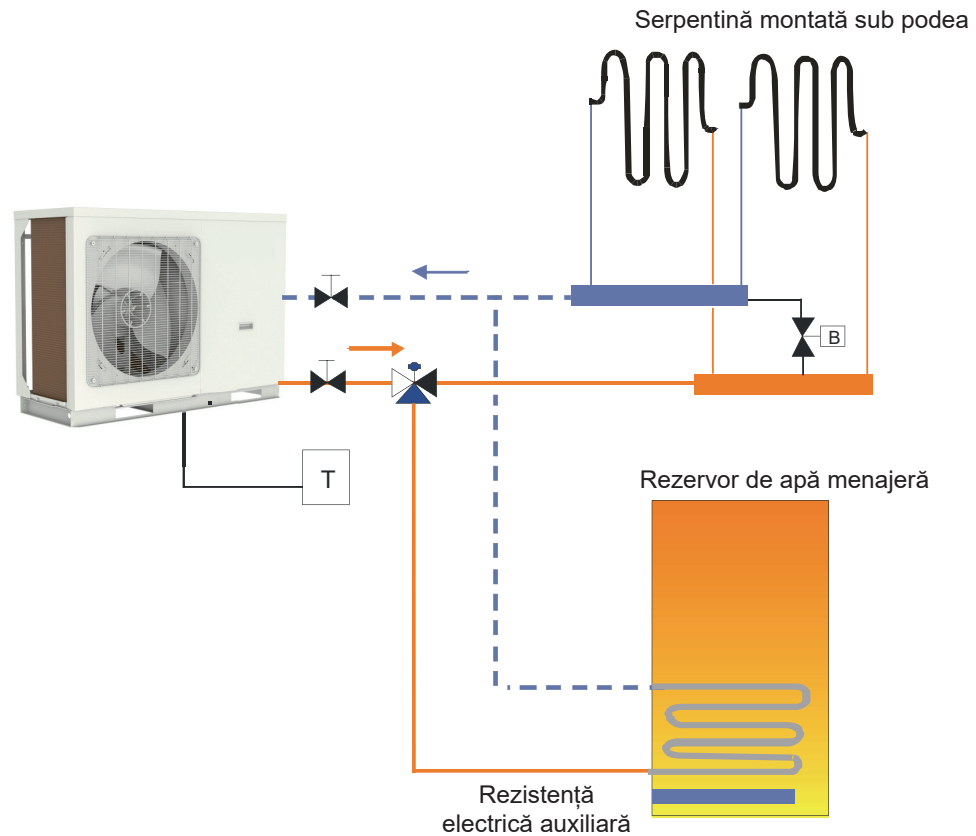 Serpentină montată sub podea
B
T
Rezervor de apă menajeră
Rezistență
electrică auxiliară